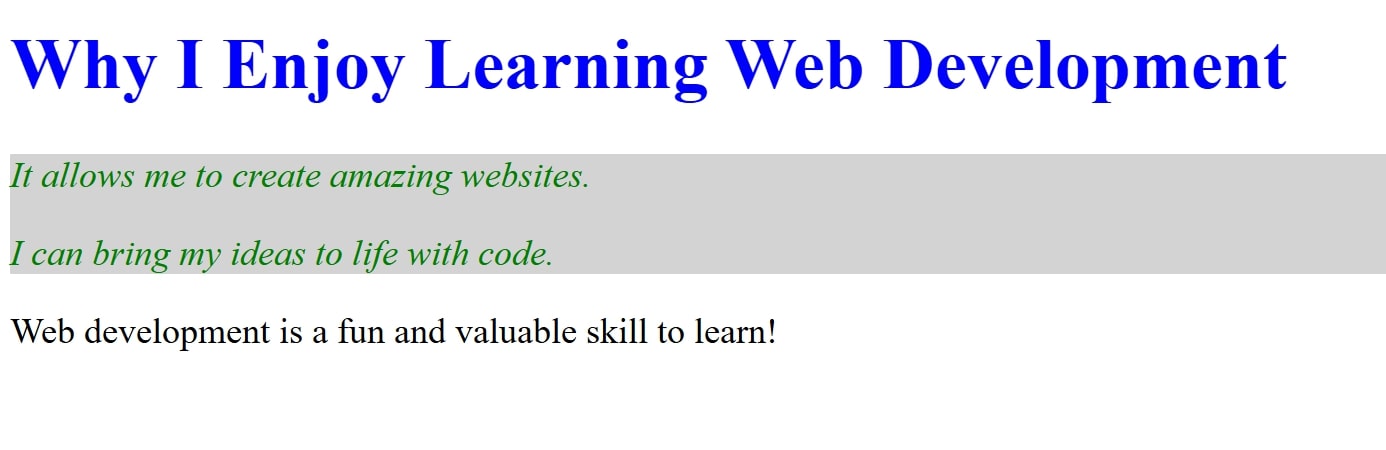 Why I Enjoy Learning Web Development
It allows me to create amazing websites.
I can bring my ideas to life with code.
Web development is a fun and valuable skill to learn!